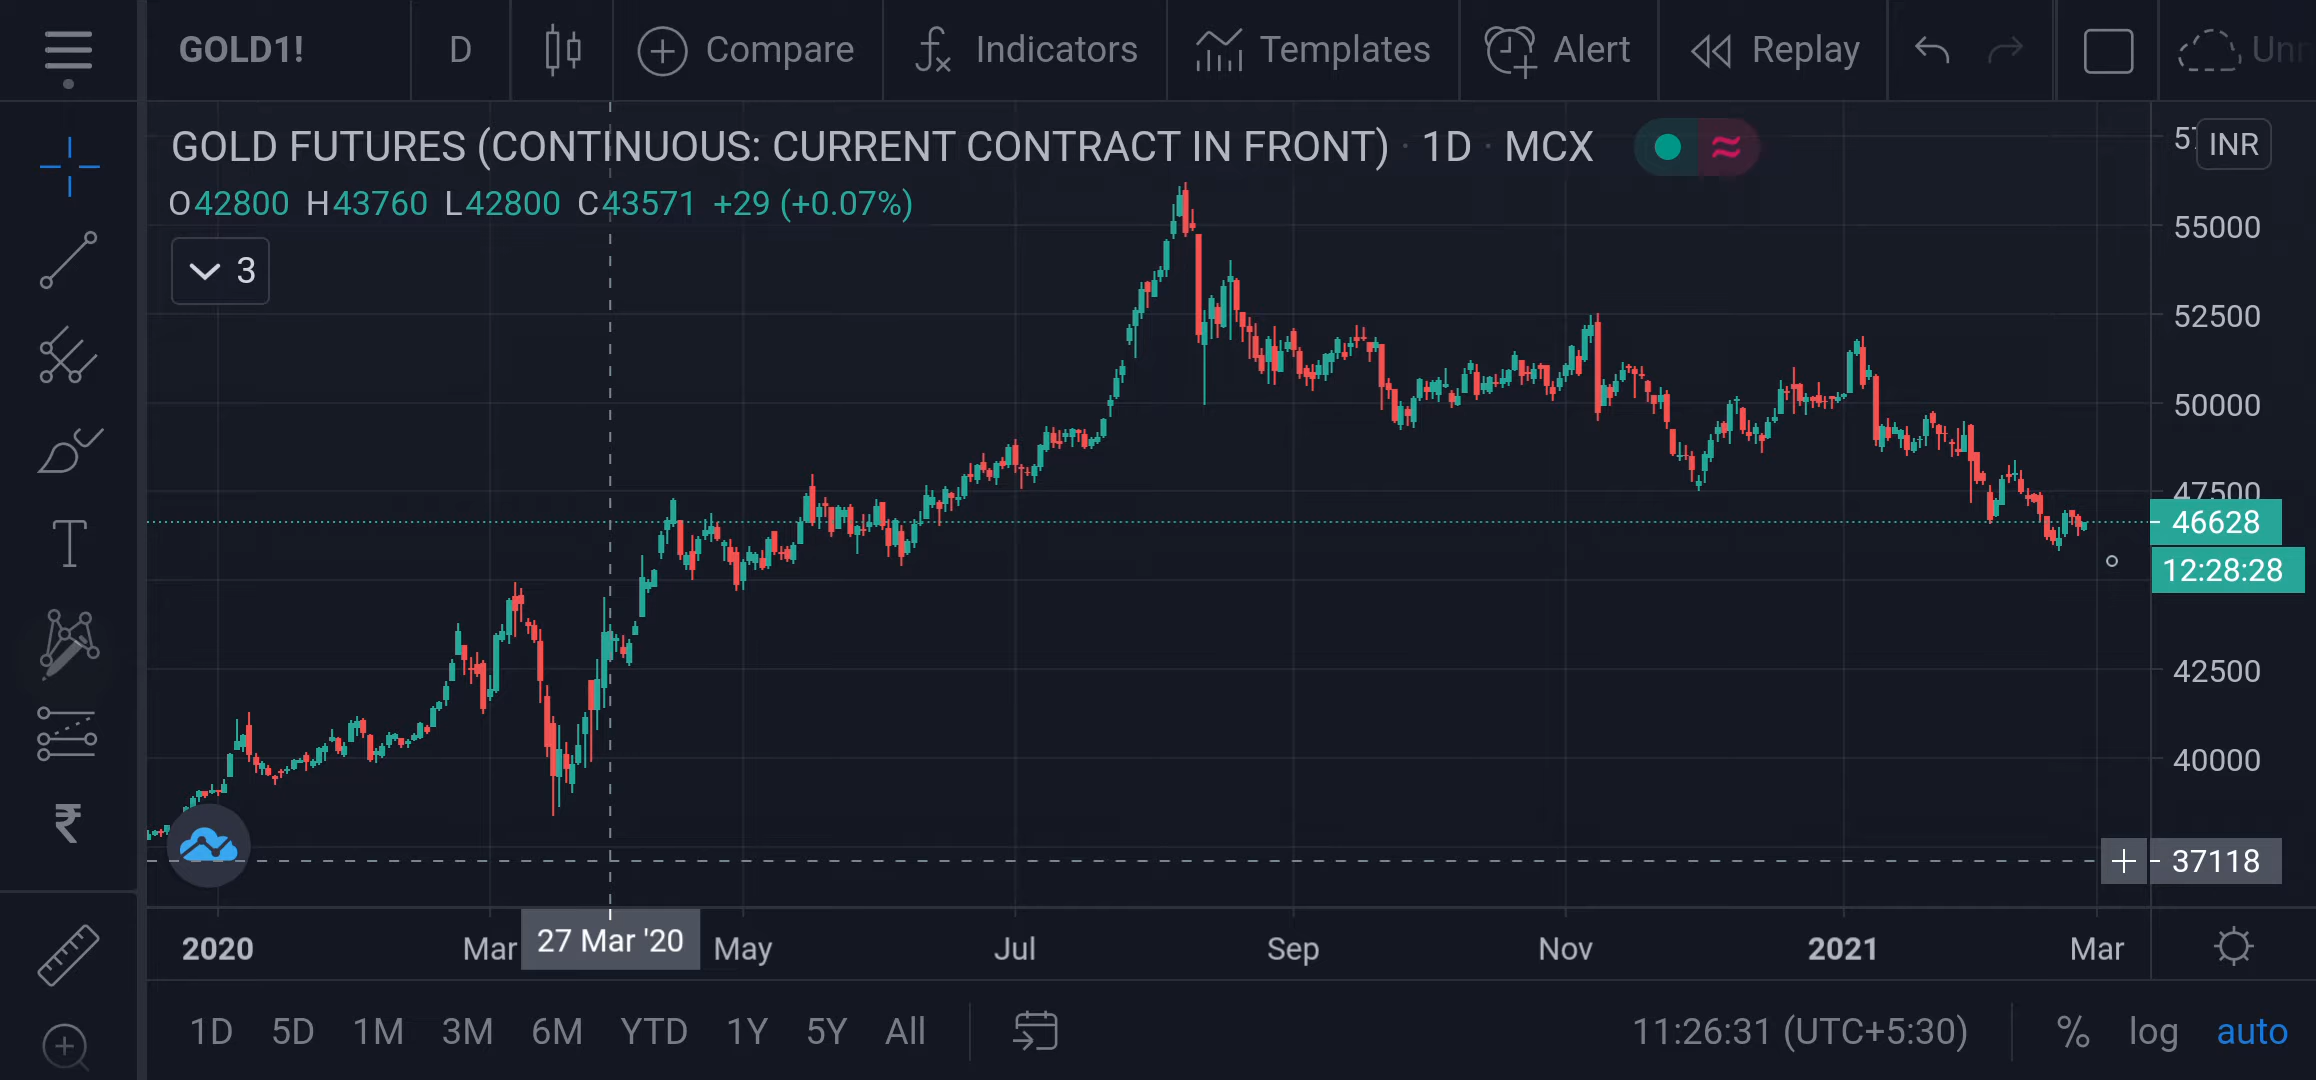 GOLD1! D Compare Indicators Templates Alert Replay
GOLD FUTURES (CONTINUOUS: CURRENT CONTRACT IN FRONT) · 1D · MCX
INR
O42800 H43760 L42800 C43571 +29 (+0.07%)
3
55000
52500
50000
47500
46628
12:28:28
42500
40000
37118
2020 Mar 27 Mar '20 May Jul Sep Nov 2021 Mar
1D 5D 1M 3M 6M YTD 1Y 5Y All 11:26:31 (UTC+5:30) % log auto